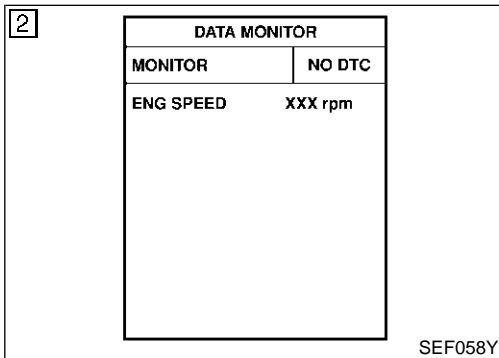 2
DATA MONITOR
MONITOR NO DTC
ENG SPEED XXX rpm
SEF058Y